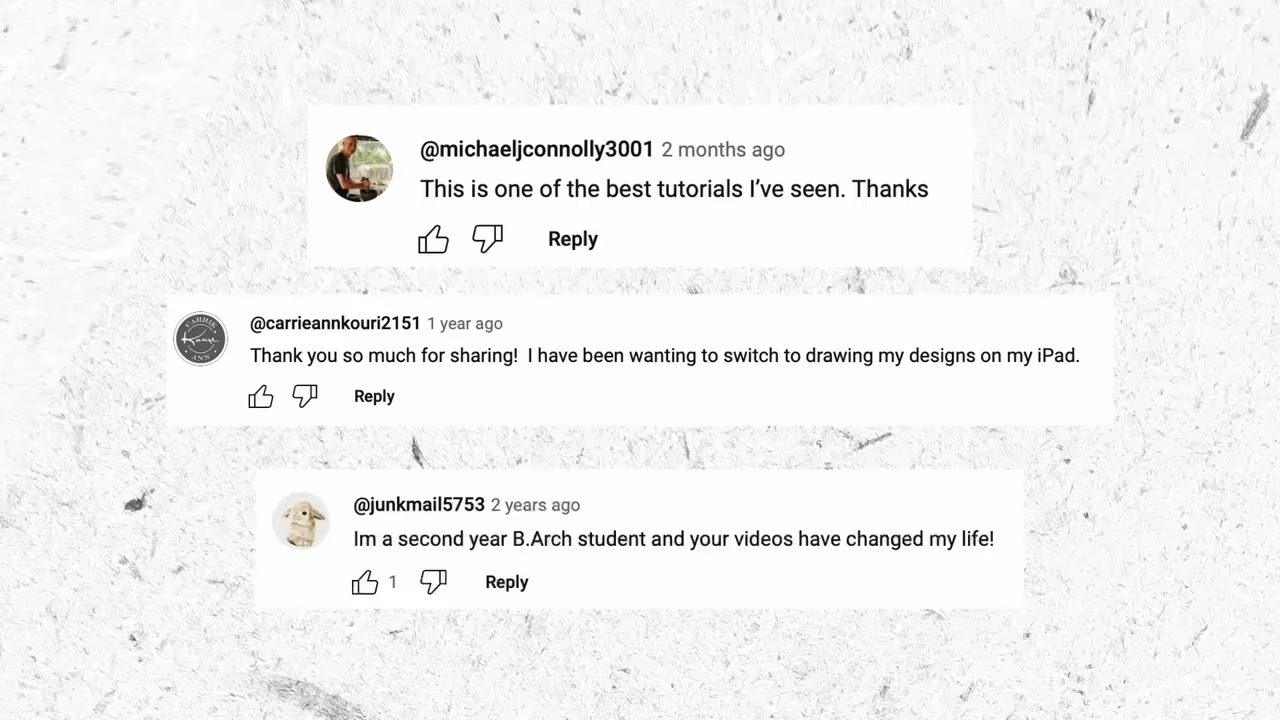 @michaeljconnolly3001 2 months ago
This is one of the best tutorials I've seen. Thanks
Reply
CARRIE
ANN
@carrieannkouri2151 1 year ago
Thank you so much for sharing!  I have been wanting to switch to drawing my designs on my iPad.
Reply
@junkmail5753 2 years ago
Im a second year B.Arch student and your videos have changed my life!
1 Reply